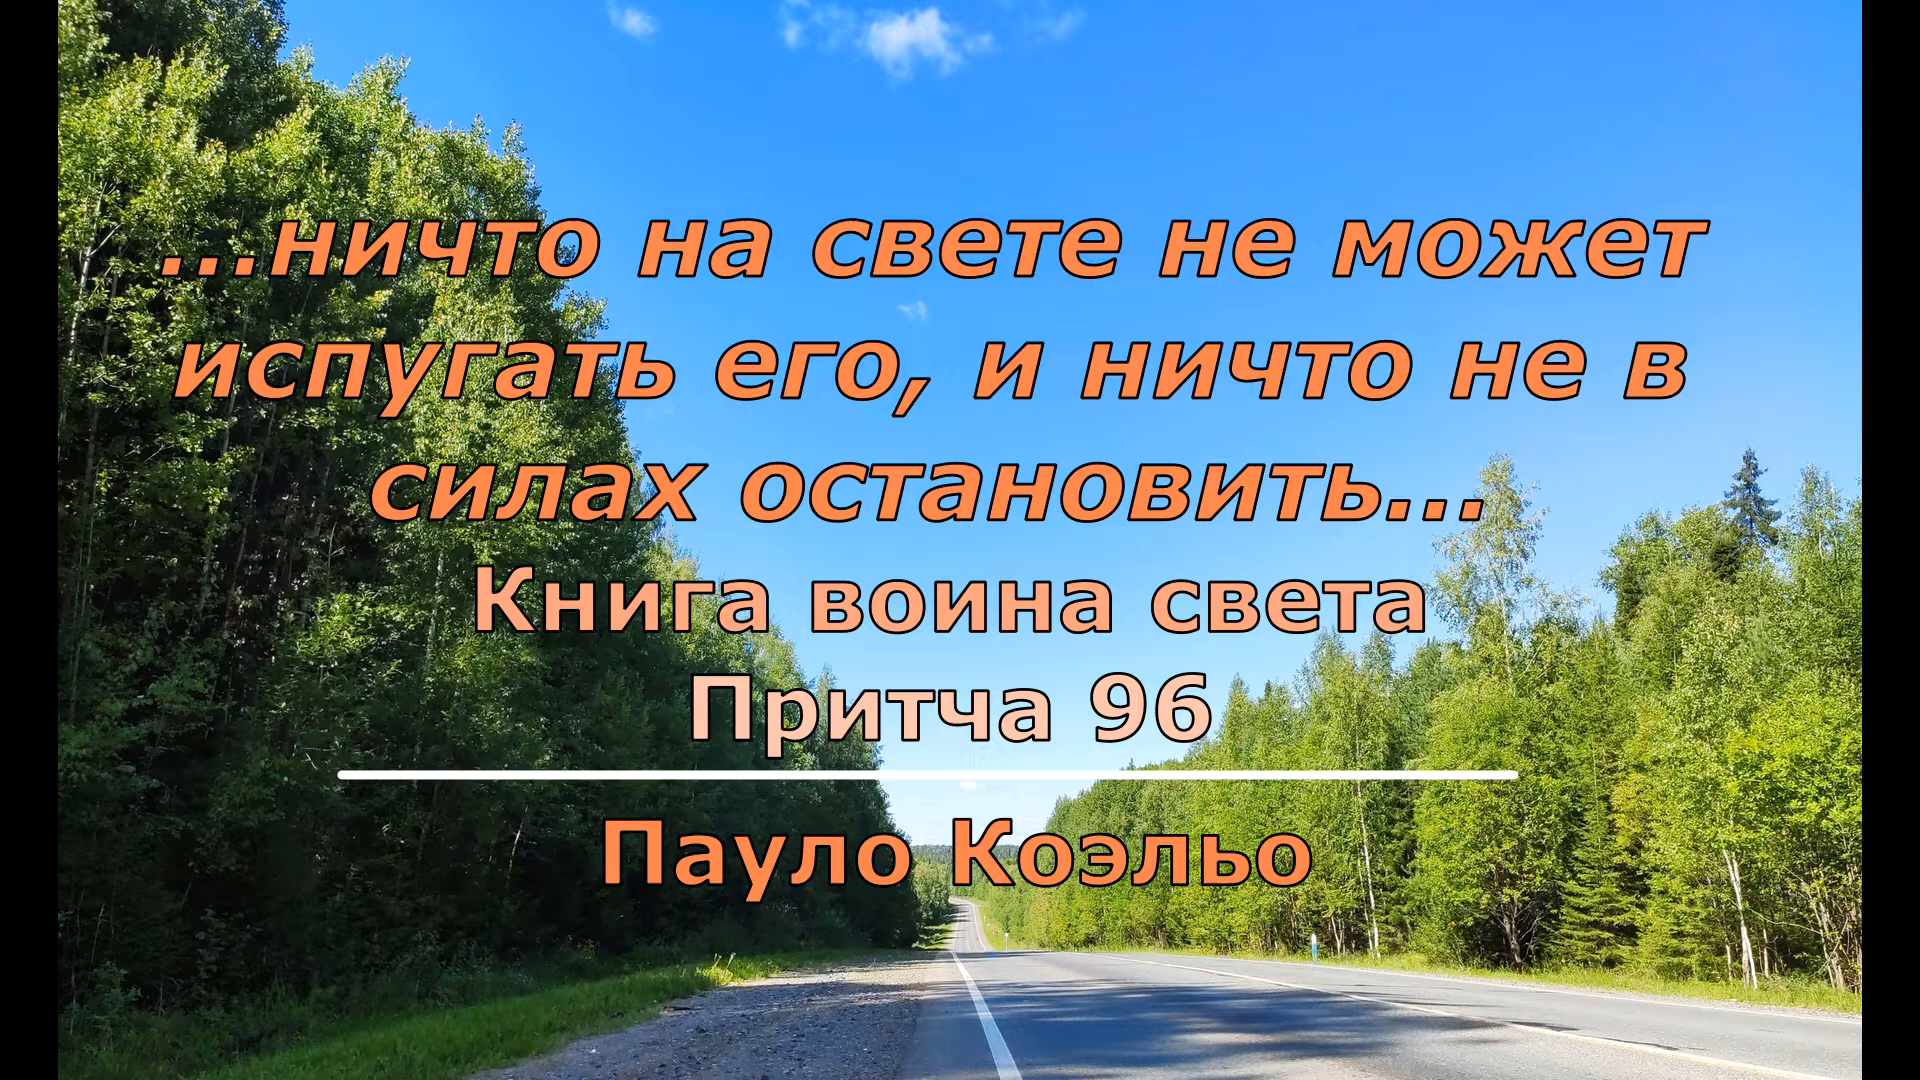 ...ничто на свете не может
испугать его, и ничто не в
силах остановить...
Книга воина света
Притча 96
Пауло Коэльо